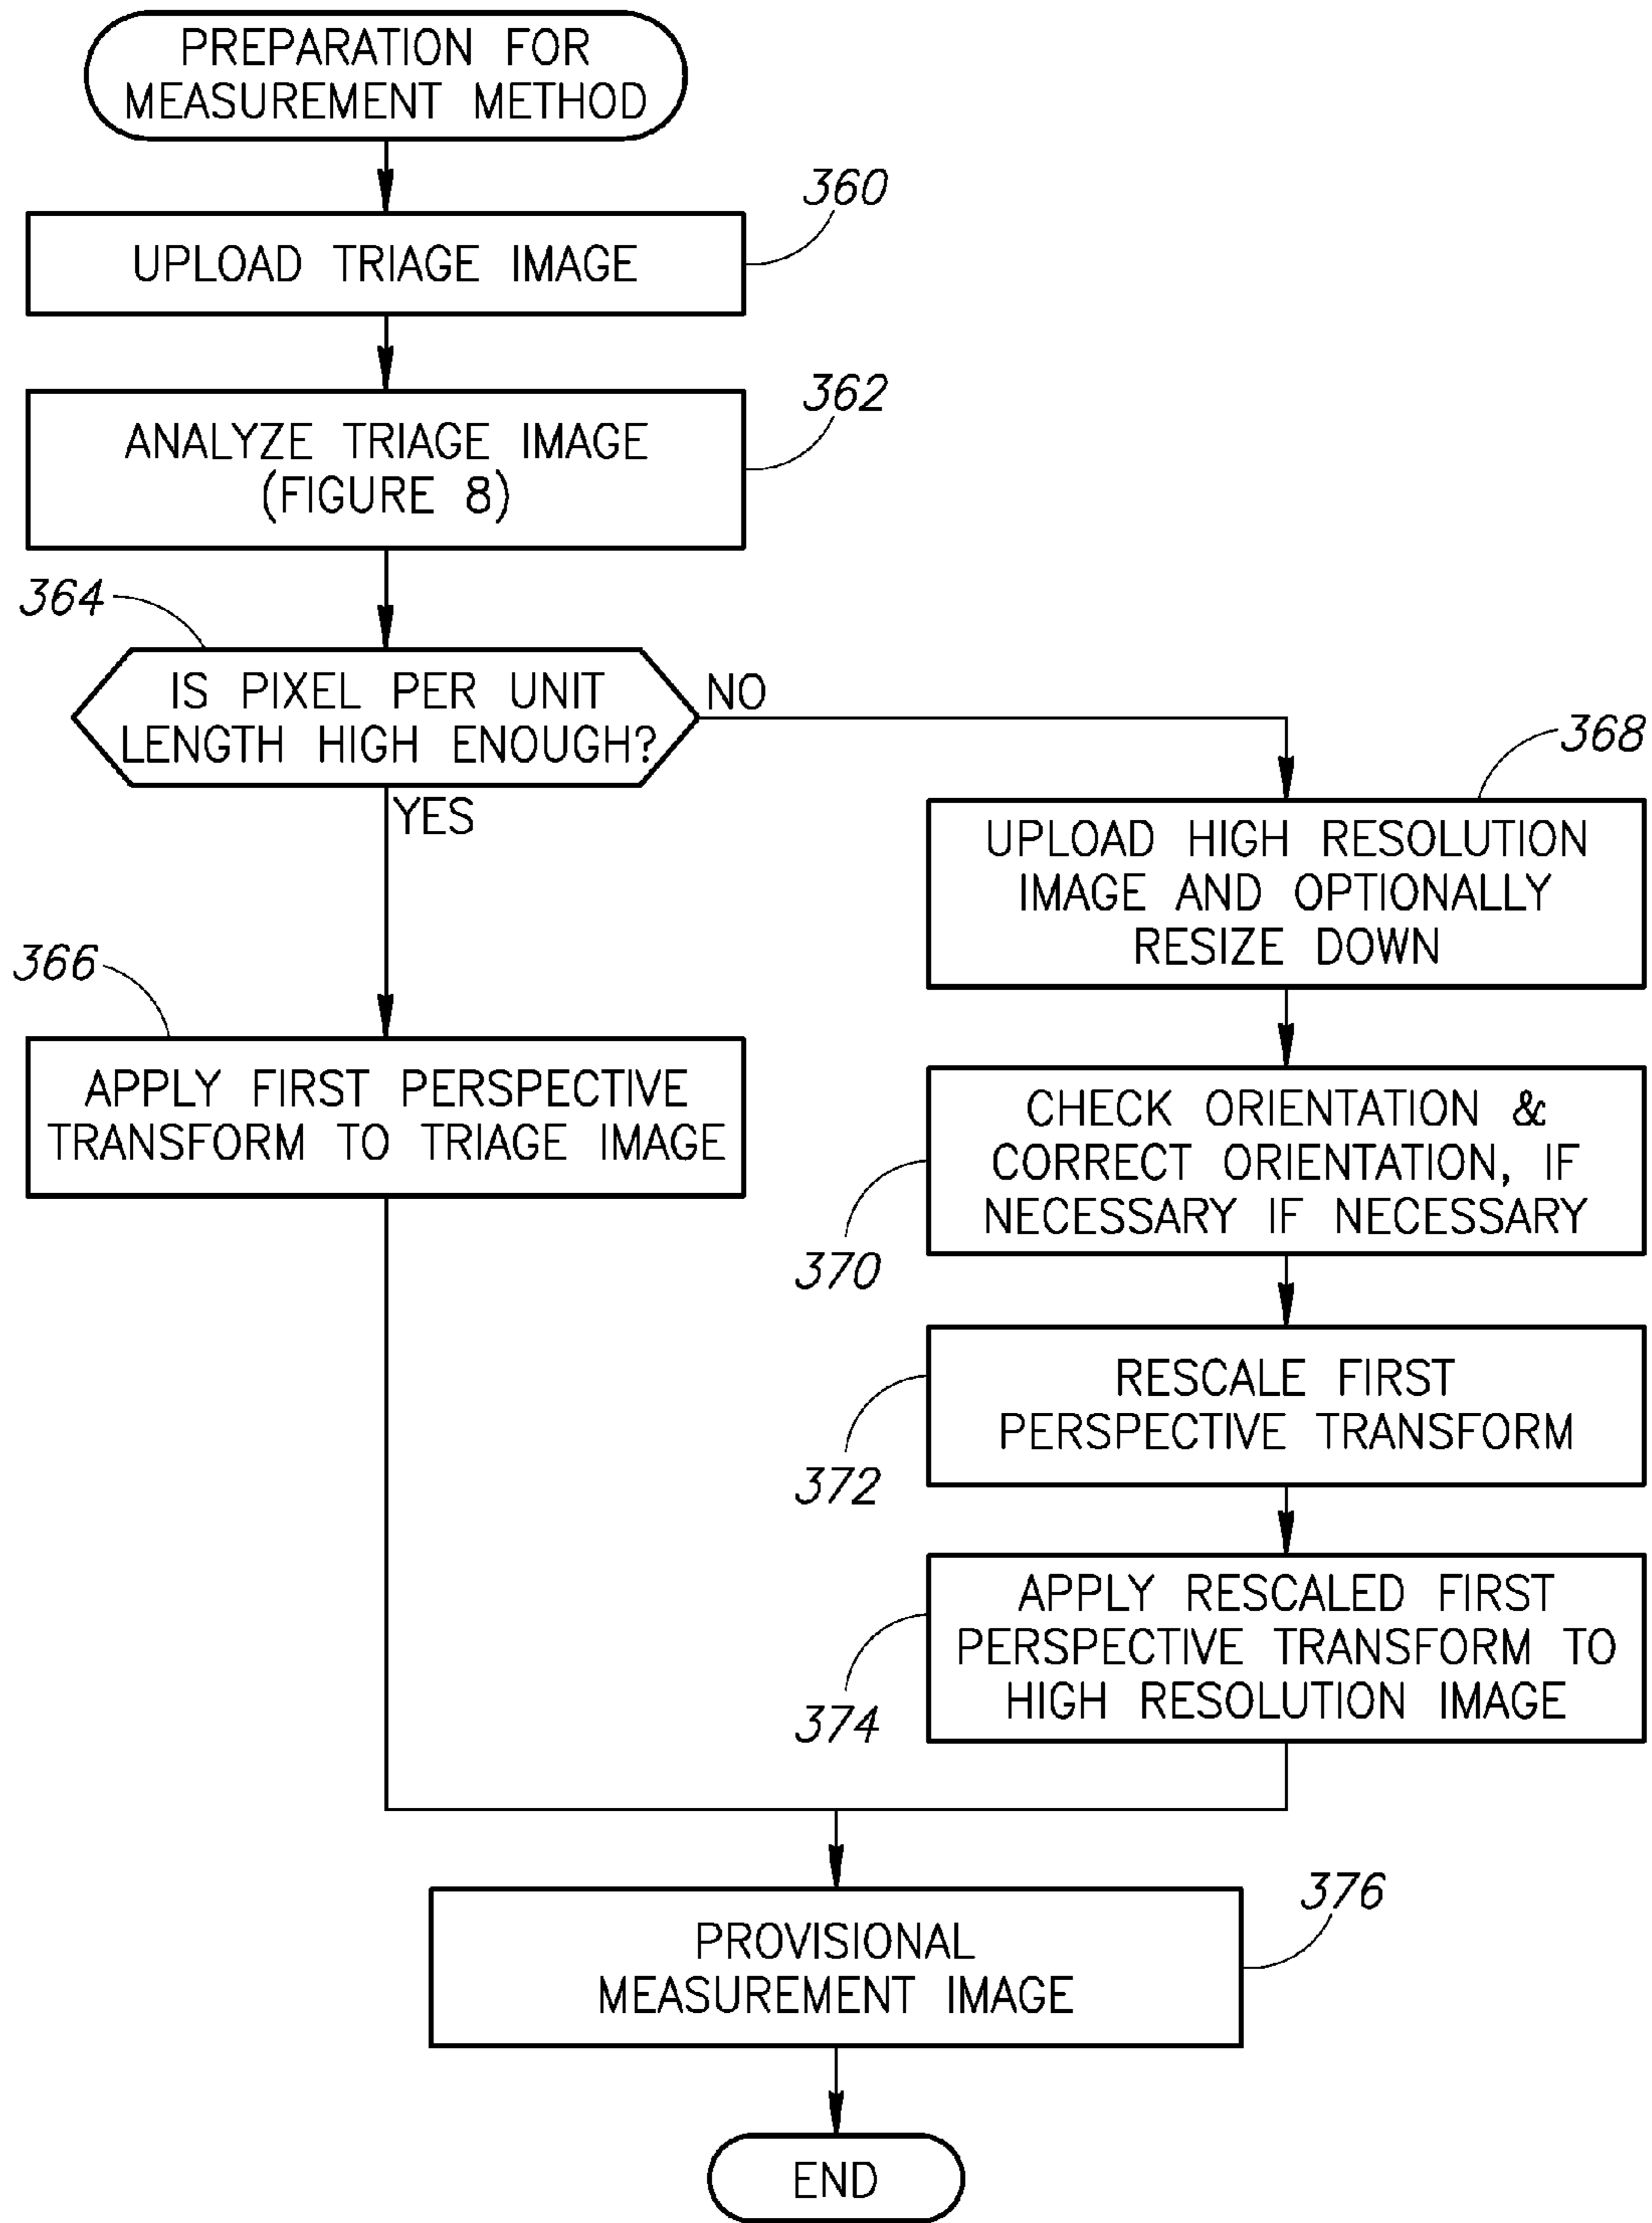 PREPARATION FOR
MEASUREMENT METHOD
360
UPLOAD TRIAGE IMAGE
362
ANALYZE TRIAGE IMAGE
(FIGURE 8)
364
IS PIXEL PER UNIT
LENGTH HIGH ENOUGH?
NO
YES
368
UPLOAD HIGH RESOLUTION
IMAGE AND OPTIONALLY
RESIZE DOWN
366
APPLY FIRST PERSPECTIVE
TRANSFORM TO TRIAGE IMAGE
CHECK ORIENTATION &
CORRECT ORIENTATION, IF
NECESSARY IF NECESSARY
370
RESCALE FIRST
PERSPECTIVE TRANSFORM
372
APPLY RESCALED FIRST
PERSPECTIVE TRANSFORM TO
HIGH RESOLUTION IMAGE
374
376
PROVISIONAL
MEASUREMENT IMAGE
END